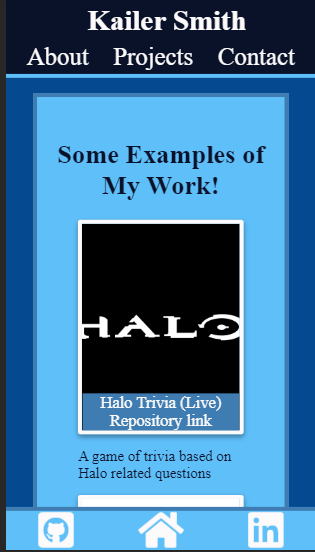 Kailer Smith
About Projects Contact
Some Examples of
My Work!
HALO
Halo Trivia (Live)
Repository link
A game of trivia based on
Halo related questions
in